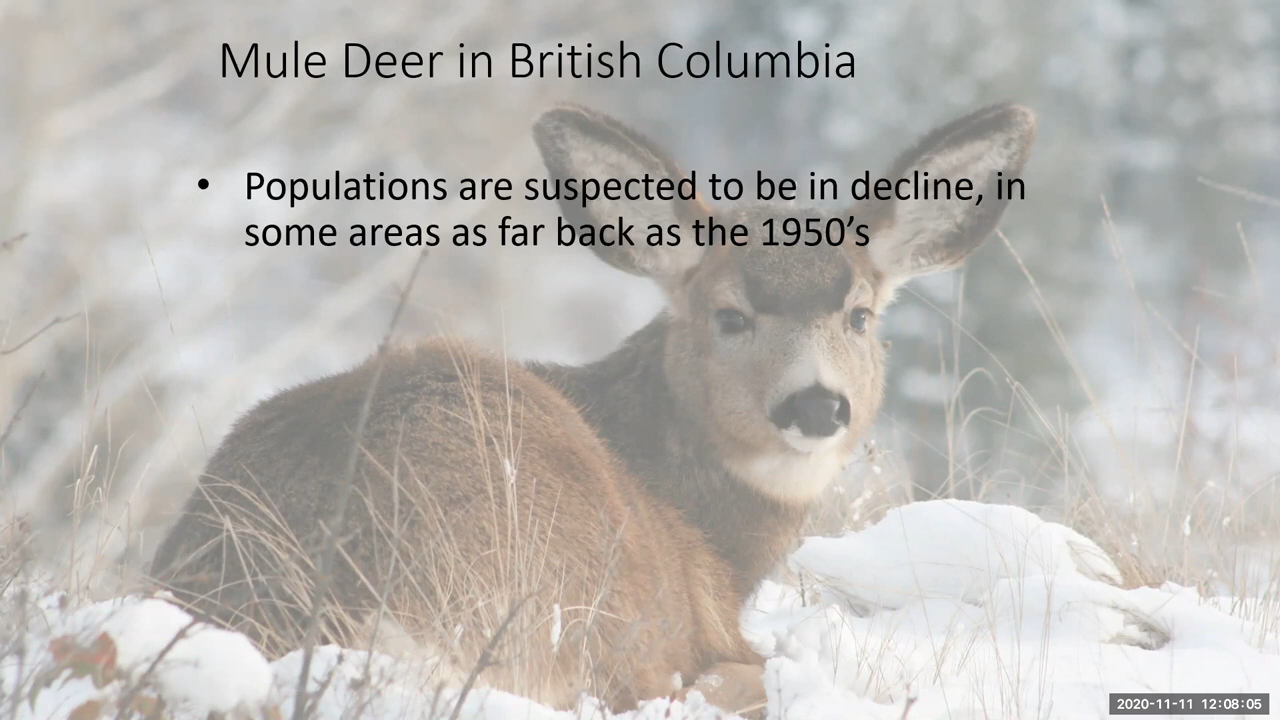 Mule Deer in British Columbia
• Populations are suspected to be in decline, in
some areas as far back as the 1950’s
2020-11-11 12:08:05